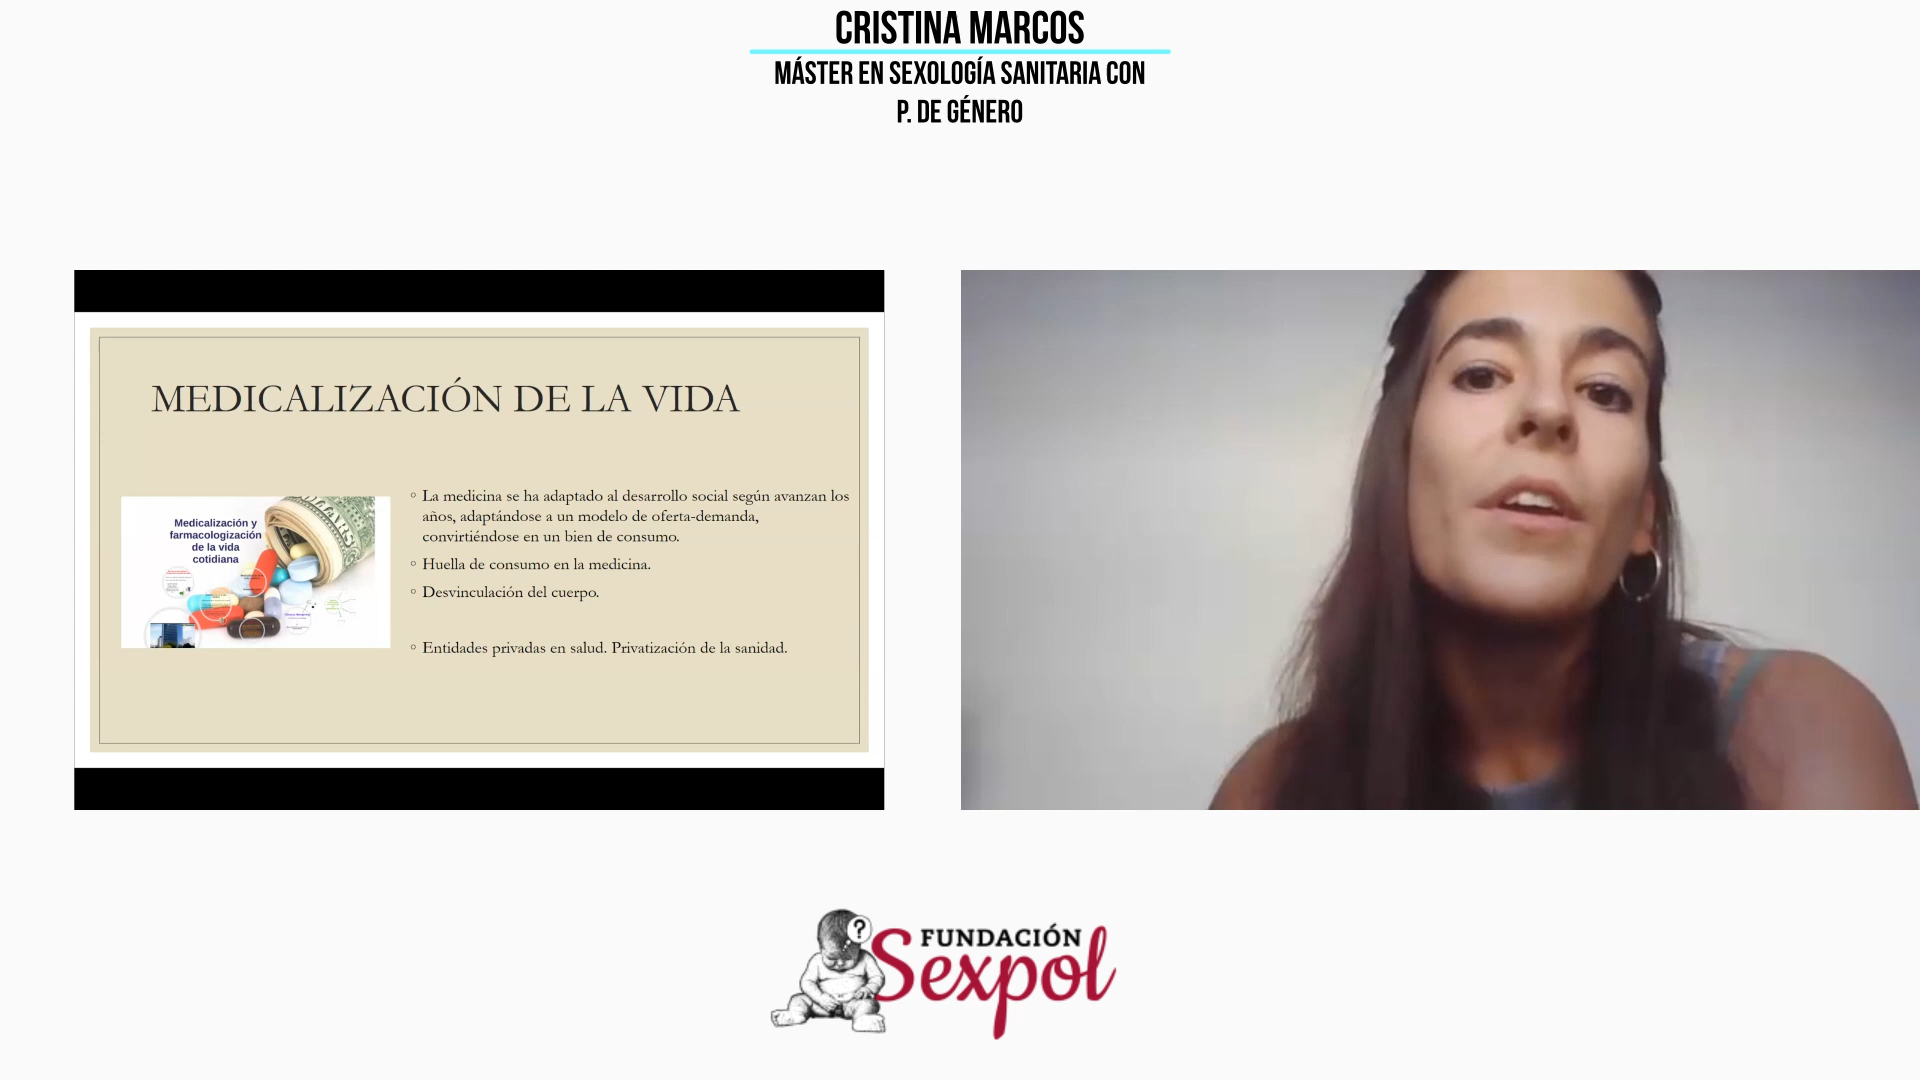 CRISTINA MARCOS
MÁSTER EN SEXOLOGÍA SANITARIA CON
P. DE GÉNERO
MEDICALIZACIÓN DE LA VIDA
Medicalización y
farmacologización
de la vida
cotidiana
◦ La medicina se ha adaptado al desarrollo social según avanzan los
años, adaptándose a un modelo de oferta-demanda,
convirtiéndose en un bien de consumo.
◦ Huella de consumo en la medicina.
◦ Desvinculación del cuerpo.
◦ Entidades privadas en salud. Privatización de la sanidad.
?
FUNDACIÓN
Sexpol